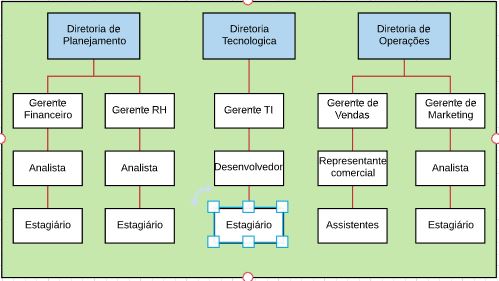 Diretoria de
Planejamento
Diretoria
Tecnologica
Diretoria de
Operações
Gerente
Financeiro
Gerente RH
Gerente TI
Gerente de
Vendas
Gerente de
Marketing
Analista
Analista
Desenvolvedor
Representante
comercial
Analista
Estagiário
Estagiário
Estagiário
Assistentes
Estagiário